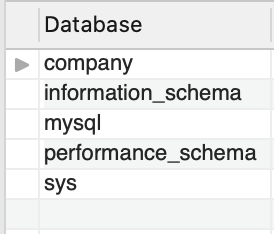 Database
company
information_schema
mysql
performance_schema
sys